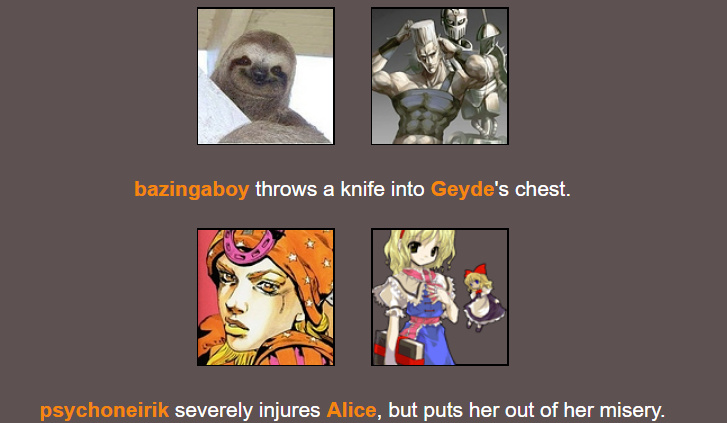 bazingaboy throws a knife into Geyde's chest.
psychoneirik severely injures Alice, but puts her out of her misery.